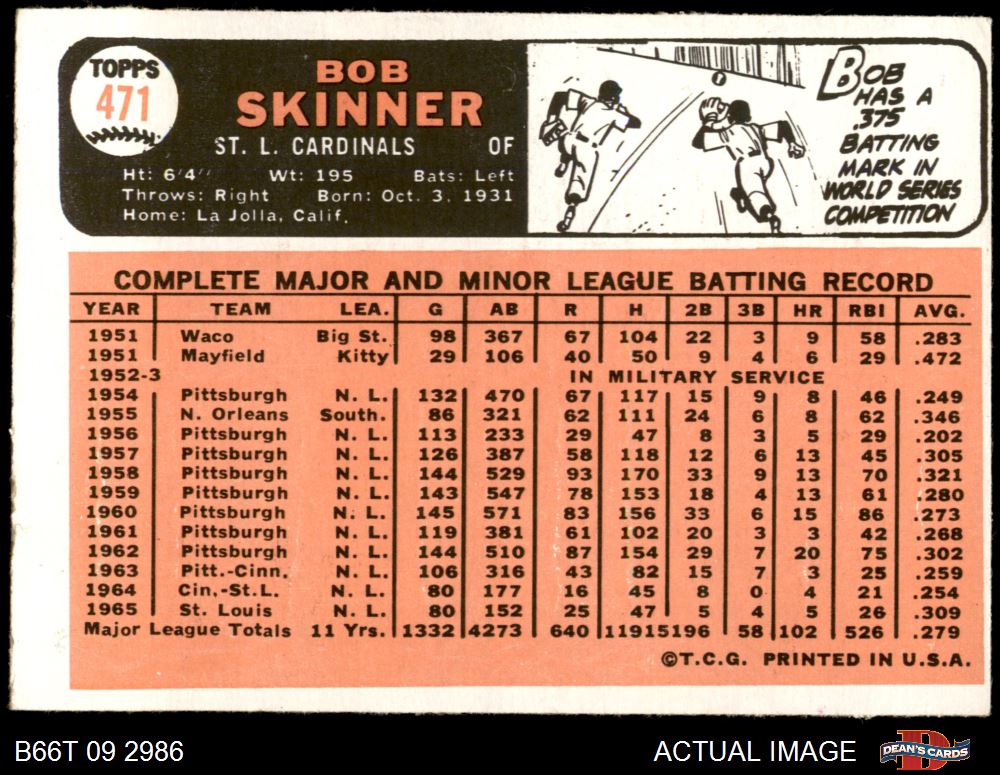 TOPPS
471
BOB
SKINNER
ST. L. CARDINALS OF
Ht: 6'4" Wt: 195 Bats: Left
Throws: Right Born: Oct. 3, 1931
Home: La Jolla, Calif.
BOB
HAS A
.375
BATTING
MARK IN
WORLD SERIES
COMPETITION
COMPLETE MAJOR AND MINOR LEAGUE BATTING RECORD
YEAR TEAM LEA. G AB R H 2B 3B HR RBI AVG.
1951 Waco Big St. 98 367 67 104 22 3 9 58 .283
1951 Mayfield Kitty 29 106 40 50 9 4 6 29 .472
1952-3 IN MILITARY SERVICE
1954 Pittsburgh N. L. 132 470 67 117 15 9 8 46 .249
1955 N. Orleans South. 86 321 62 111 24 6 8 62 .346
1956 Pittsburgh N. L. 113 233 29 47 8 3 5 29 .202
1957 Pittsburgh N. L. 126 387 58 118 12 6 13 45 .305
1958 Pittsburgh N. L. 144 529 93 170 33 9 13 70 .321
1959 Pittsburgh N. L. 143 547 78 153 18 4 13 61 .280
1960 Pittsburgh N. L. 145 571 83 156 33 6 15 86 .273
1961 Pittsburgh N. L. 119 381 61 102 20 3 3 42 .268
1962 Pittsburgh N. L. 144 510 87 154 29 7 20 75 .302
1963 Pitt.-Cinn. N. L. 106 316 43 82 15 7 3 25 .259
1964 Cin.-St.L. N. L. 80 177 16 45 8 0 4 21 .254
1965 St. Louis N. L. 80 152 25 47 5 4 5 26 .309
Major League Totals 11 Yrs. 1332 4273 640 1191 5196 58 102 526 .279
©T.C.G. PRINTED IN U.S.A.
B66T 09 2986 ACTUAL IMAGE DEAN'S CARDS